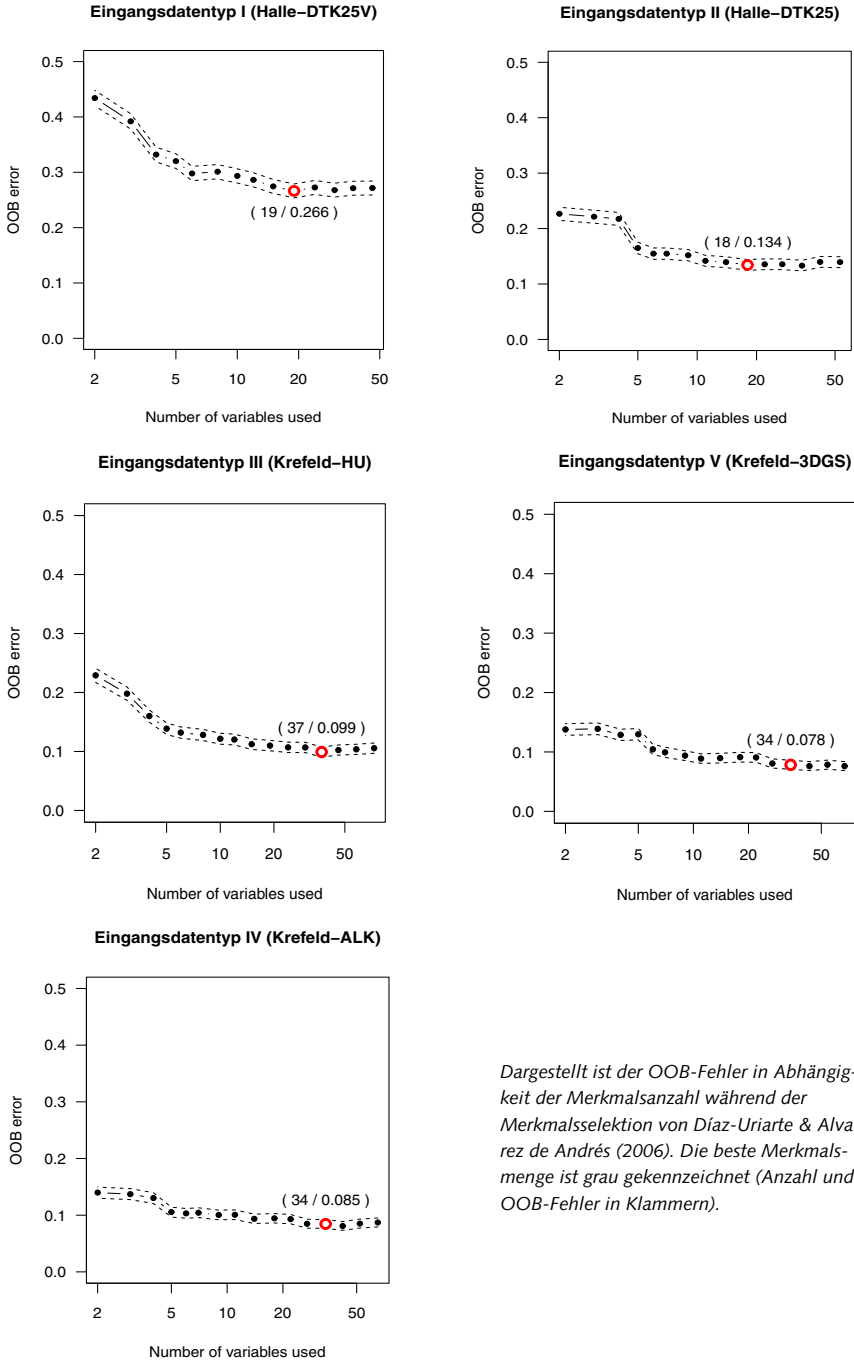 Eingangsdatentyp I (Halle–DTK25V)
OOB error
0.5
0.4
0.3
0.2
0.1
0.0
( 19 / 0.266 )
2 5 10 20 50
Number of variables used
Eingangsdatentyp II (Halle–DTK25)
OOB error
0.5
0.4
0.3
0.2
0.1
0.0
( 18 / 0.134 )
2 5 10 20 50
Number of variables used
Eingangsdatentyp III (Krefeld–HU)
OOB error
0.5
0.4
0.3
0.2
0.1
0.0
( 37 / 0.099 )
2 5 10 20 50
Number of variables used
Eingangsdatentyp V (Krefeld–3DGS)
OOB error
0.5
0.4
0.3
0.2
0.1
0.0
( 34 / 0.078 )
2 5 10 20 50
Number of variables used
Eingangsdatentyp IV (Krefeld–ALK)
OOB error
0.5
0.4
0.3
0.2
0.1
0.0
( 34 / 0.085 )
2 5 10 20 50
Number of variables used
Dargestellt ist der OOB-Fehler in Abhängig-
keit der Merkmalsanzahl während der
Merkmalsselektion von Díaz-Uriarte & Alva
rez de Andrés (2006). Die beste Merkmals-
menge ist grau gekennzeichnet (Anzahl und
OOB-Fehler in Klammern).